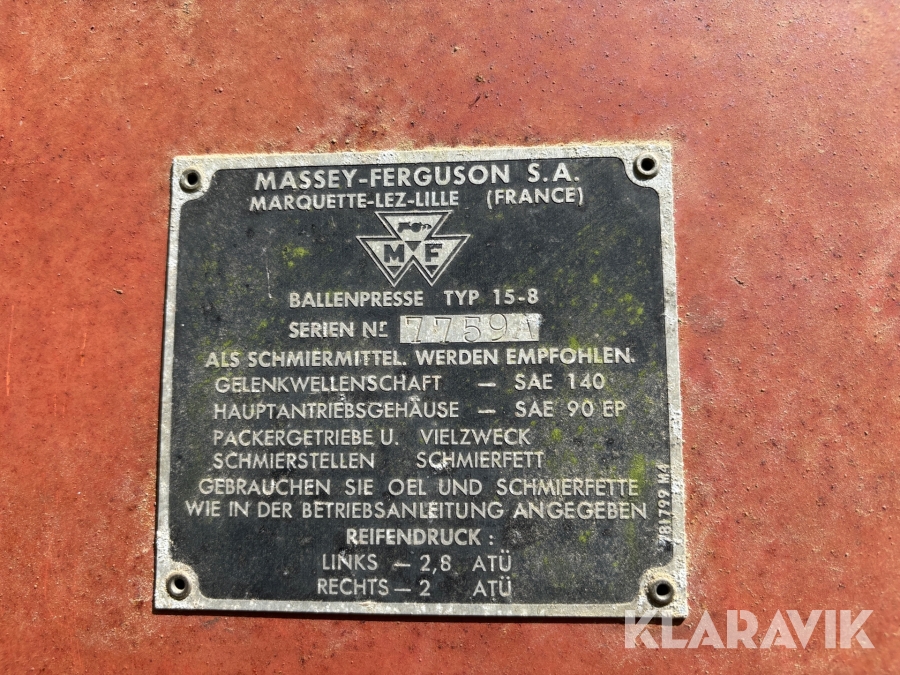 MASSEY-FERGUSON S.A.
MARQUETTE-LEZ-LILLE (FRANCE)
M F
BALLENPRESSE TYP 15-8
SERIEN Nr 7759A
ALS SCHMIERMITTEL. WERDEN EMPFOHLEN.
GELENKWELLENSCHAFT – SAE 140
HAUPTANTRIEBSGEHÄUSE – SAE 90 EP
PACKERGETRIEBE U. VIELZWECK
SCHMIERSTELLEN SCHMIERFETT
GEBRAUCHEN SIE OEL UND SCHMIERFETTE
WIE IN DER BETRIEBSANLEITUNG ANGEGEBEN
REIFENDRUCK :
LINKS – 2,8 ATÜ
RECHTS – 2 ATÜ
181799 M4
KLARAVIK